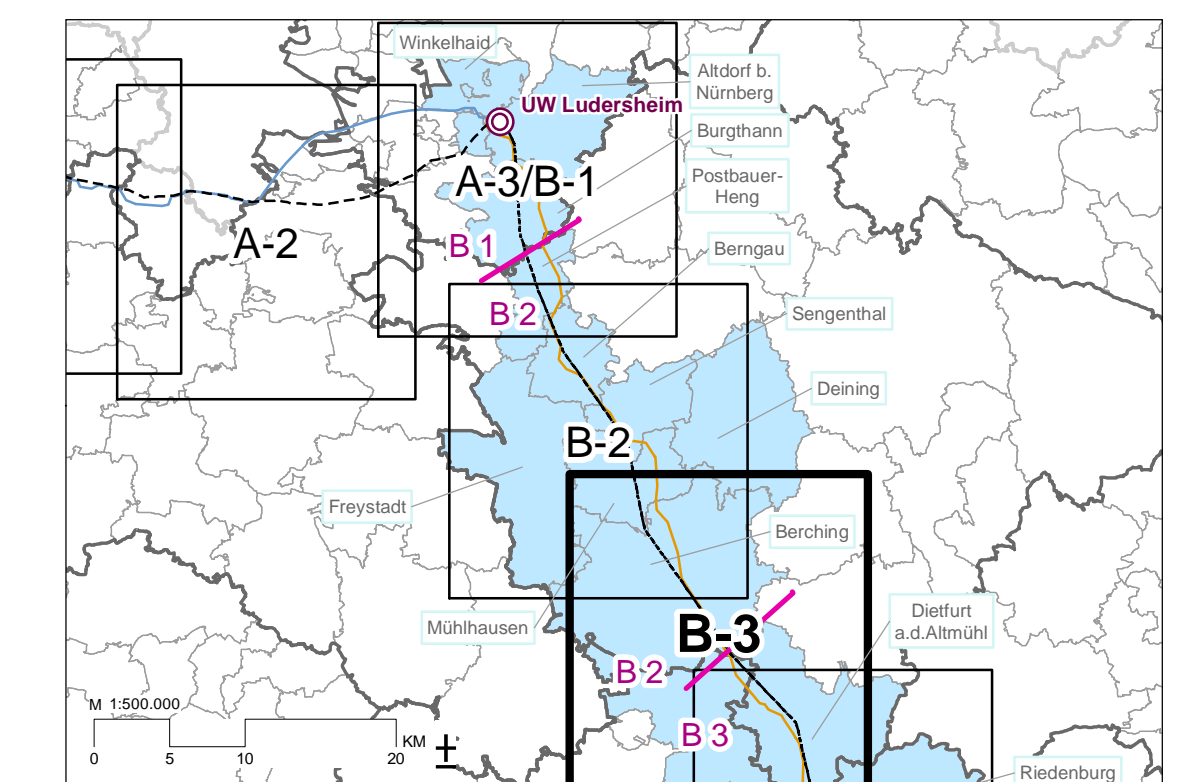 Winkelhaid
Altdorf b.
Nürnberg
UW Ludersheim
Burgthann
A-3/B-1
Postbauer-
Heng
A-2
B 1
Berngau
B 2
Sengenthal
Deining
B-2
Freystadt
Berching
Dietfurt
a.d.Altmühl
Mühlhausen
B-3
B 2
M 1:500.000
B 3
KM
0 5 10 20
±
Riedenburg